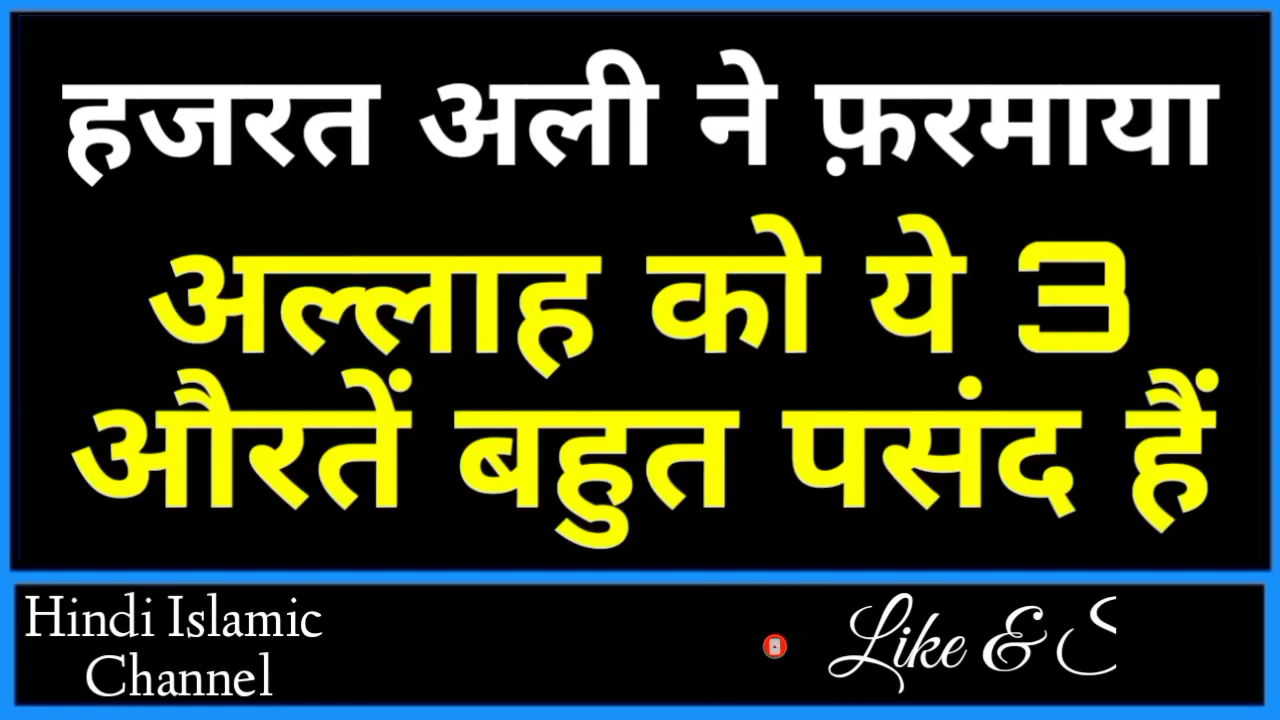 हजरत अली ने फ़रमाया
अल्लाह को ये 3
औरतें बहुत पसंद हैं
Hindi Islamic
Channel
Like & S